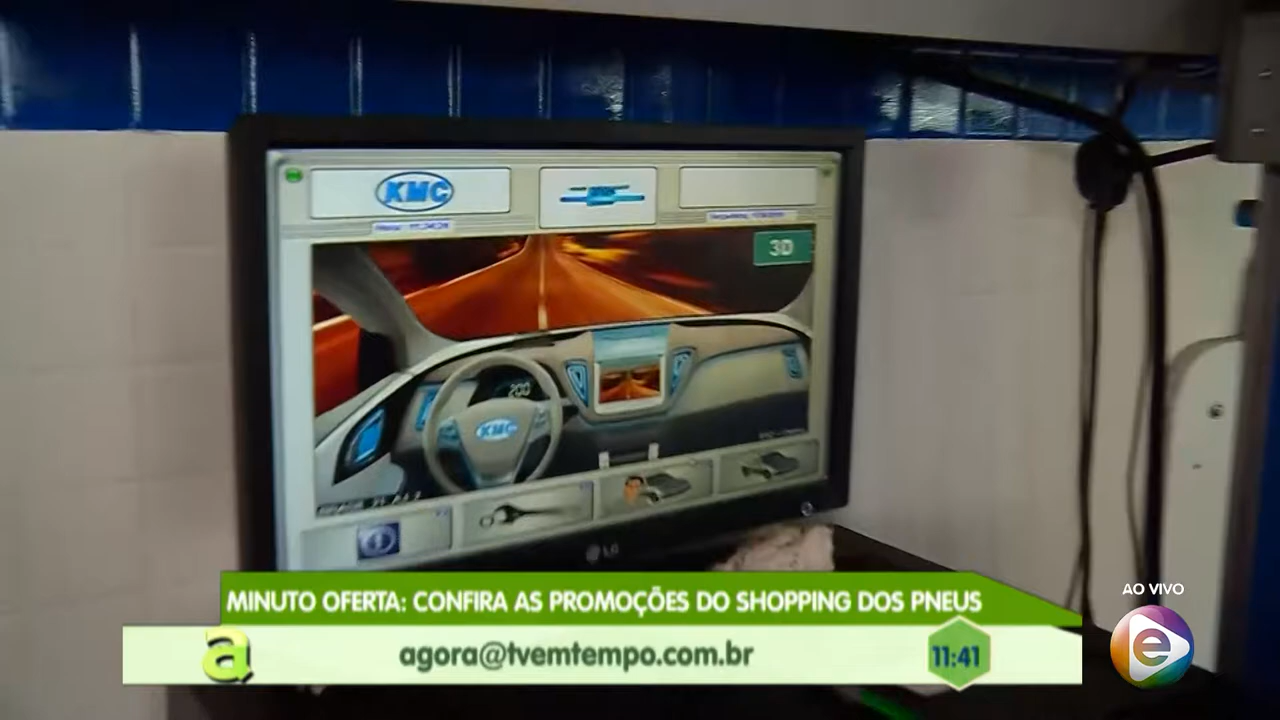 KMC
3D
200
KMC
LG
MINUTO OFERTA: CONFIRA AS PROMOÇÕES DO SHOPPING DOS PNEUS
AO VIVO
a
agora@tvemtempo.com.br
11:41
e